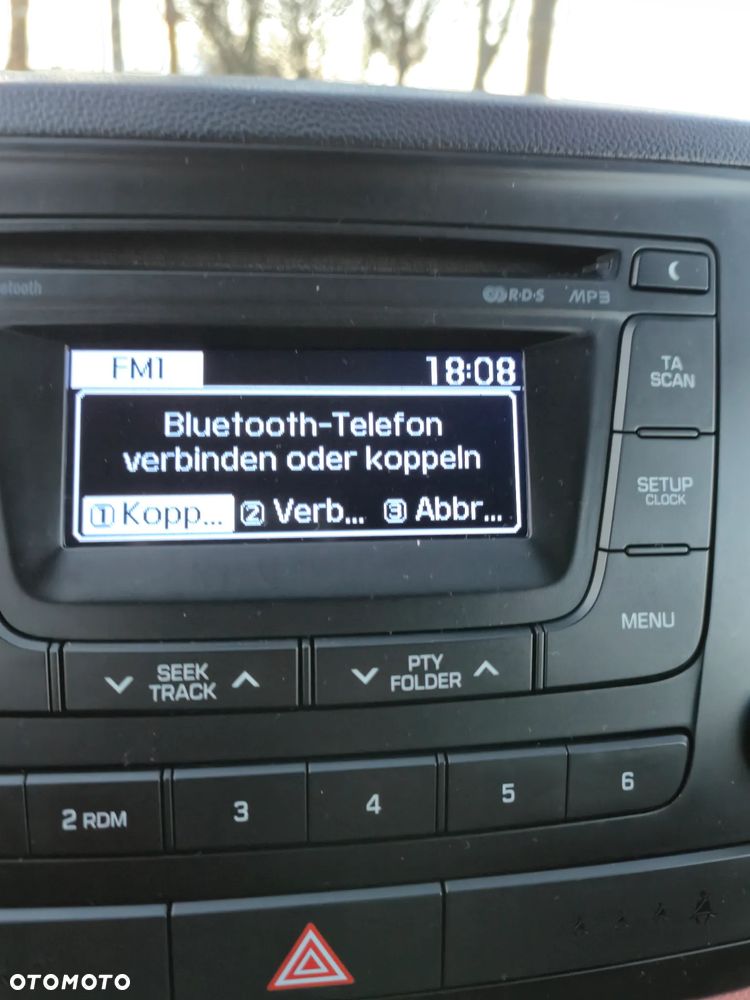 R·D·S MP3
FM1 18:08
Bluetooth-Telefon
verbinden oder koppeln
1 Kopp... 2 Verb... 3 Abbr...
TA
SCAN
SETUP
CLOCK
MENU
SEEK
TRACK
PTY
FOLDER
2 RDM 3 4 5 6
OTOMOTO